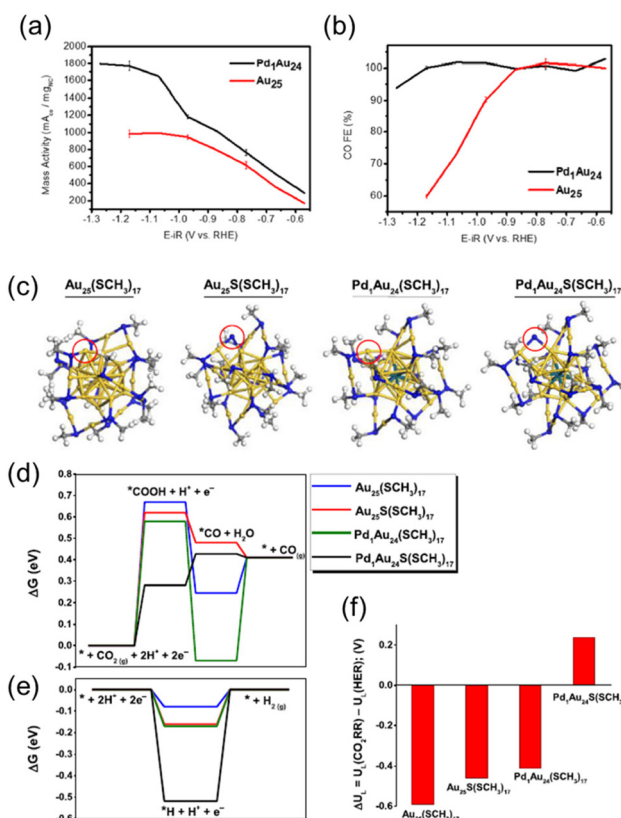 (a)
Mass Activity (mA_co / mg_NC)
1800
1600
1400
1200
1000
800
600
400
200
Pd₁Au₂₄
Au₂₅
-1.3 -1.2 -1.1 -1.0 -0.9 -0.8 -0.7 -0.6
E-iR (V vs. RHE)
(b)
CO FE (%)
100
90
80
70
60
Pd₁Au₂₄
Au₂₅
-1.3 -1.2 -1.1 -1.0 -0.9 -0.8 -0.7 -0.6
E-iR (V vs. RHE)
(c)
Au₂₅(SCH₃)₁₇
Au₂₅S(SCH₃)₁₇
Pd₁Au₂₄(SCH₃)₁₇
Pd₁Au₂₄S(SCH₃)₁₇
(d)
ΔG (eV)
0.8
0.7
0.6
0.5
0.4
0.3
0.2
0.1
0.0
-0.1
*COOH + H⁺ + e⁻
*CO + H₂O
* + CO (g)
* + CO₂ (g) + 2H⁺ + 2e⁻
Au₂₅(SCH₃)₁₇
Au₂₅S(SCH₃)₁₇
Pd₁Au₂₄(SCH₃)₁₇
Pd₁Au₂₄S(SCH₃)₁₇
(e)
ΔG (eV)
0.0
-0.1
-0.2
-0.3
-0.4
-0.5
-0.6
* + 2H⁺ + 2e⁻
* + H₂ (g)
*H + H⁺ + e⁻
(f)
ΔU_L = U_L(CO₂RR) – U_L(HER); (V)
0.2
0.0
-0.2
-0.4
-0.6
Pd₁Au₂₄S(SCH
Pd₁Au₂₄(SCH₃)₁₇
Au₂₅S(SCH₃)₁₇